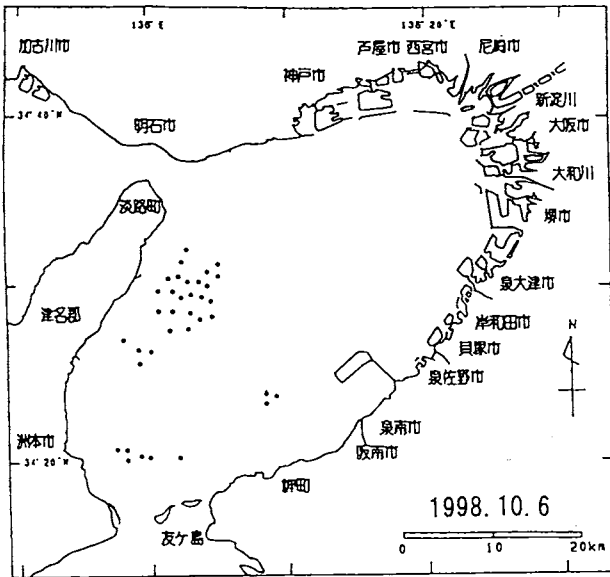 135°E
135°20'E
加古川市
芦屋市 西宮市 尼崎市
神戸市
新淀川
34°40'N
明石市
大阪市
大和川
淡路町
堺市
泉大津市
津名郡
岸和田市
N
貝塚市
泉佐野市
洲本市
泉南市
阪南市
34°20'N
岬町
1998.10.6
友ケ島
0 10 20km